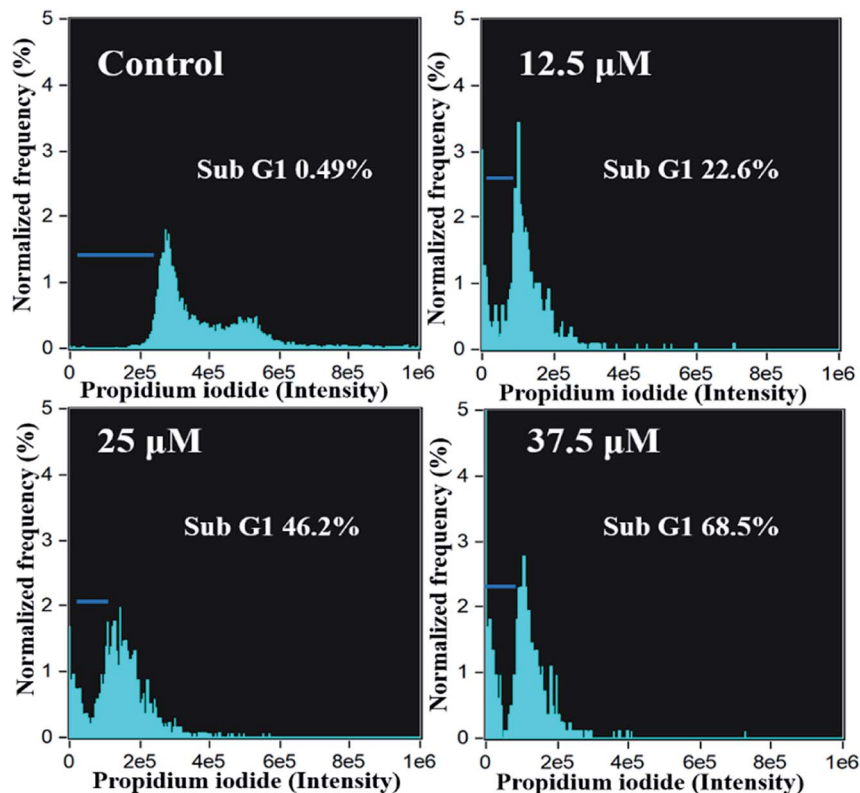 Normalized frequency (%)
5
4
3
2
1
0
Control
Sub G1 0.49%
0 2e5 4e5 6e5 8e5 1e6
Propidium iodide (Intensity)
Normalized frequency (%)
5
4
3
2
1
0
12.5 µM
Sub G1 22.6%
0 2e5 4e5 6e5 8e5 1e6
Propidium iodide (Intensity)
Normalized frequency (%)
5
4
3
2
1
0
25 µM
Sub G1 46.2%
0 2e5 4e5 6e5 8e5 1e6
Propidium iodide (Intensity)
Normalized frequency (%)
5
4
3
2
1
0
37.5 µM
Sub G1 68.5%
0 2e5 4e5 6e5 8e5 1e6
Propidium iodide (Intensity)